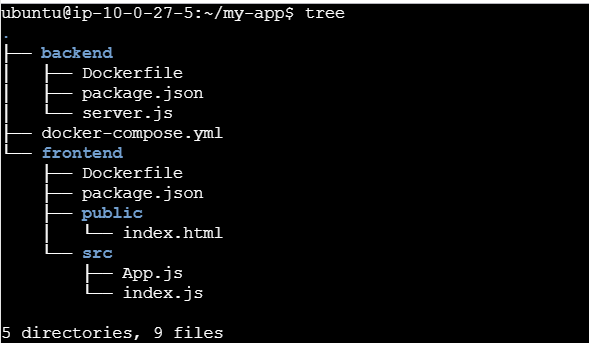 ubuntu@ip-10-0-27-5:~/my-app$ tree
.
├── backend
│   ├── Dockerfile
│   ├── package.json
│   └── server.js
├── docker-compose.yml
└── frontend
    ├── Dockerfile
    ├── package.json
    ├── public
    │   └── index.html
    └── src
        ├── App.js
        └── index.js

5 directories, 9 files